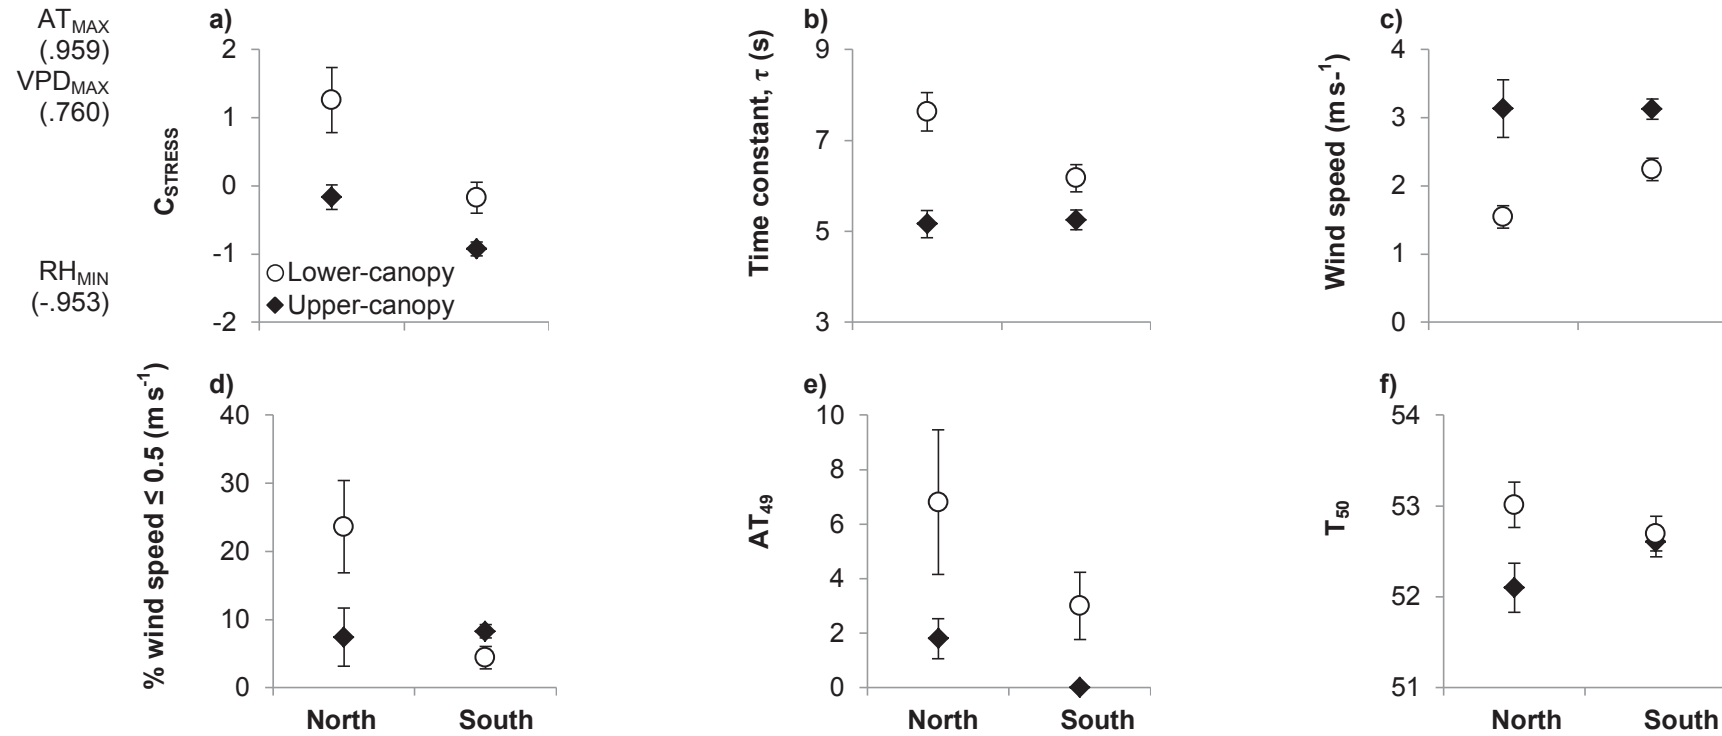 AT_MAX
(.959)
VPD_MAX
(.760)
RH_MIN
(-.953)
a)
C_STRESS
2
1
0
-1
-2
Lower-canopy
Upper-canopy
b)
Time constant, τ (s)
9
7
5
3
c)
Wind speed (m s-¹)
4
3
2
1
0
d)
% wind speed ≤ 0.5 (m s⁻¹)
40
30
20
10
0
North South
e)
AT₄₉
10
8
6
4
2
0
North South
f)
T₅₀
54
53
52
51
North South